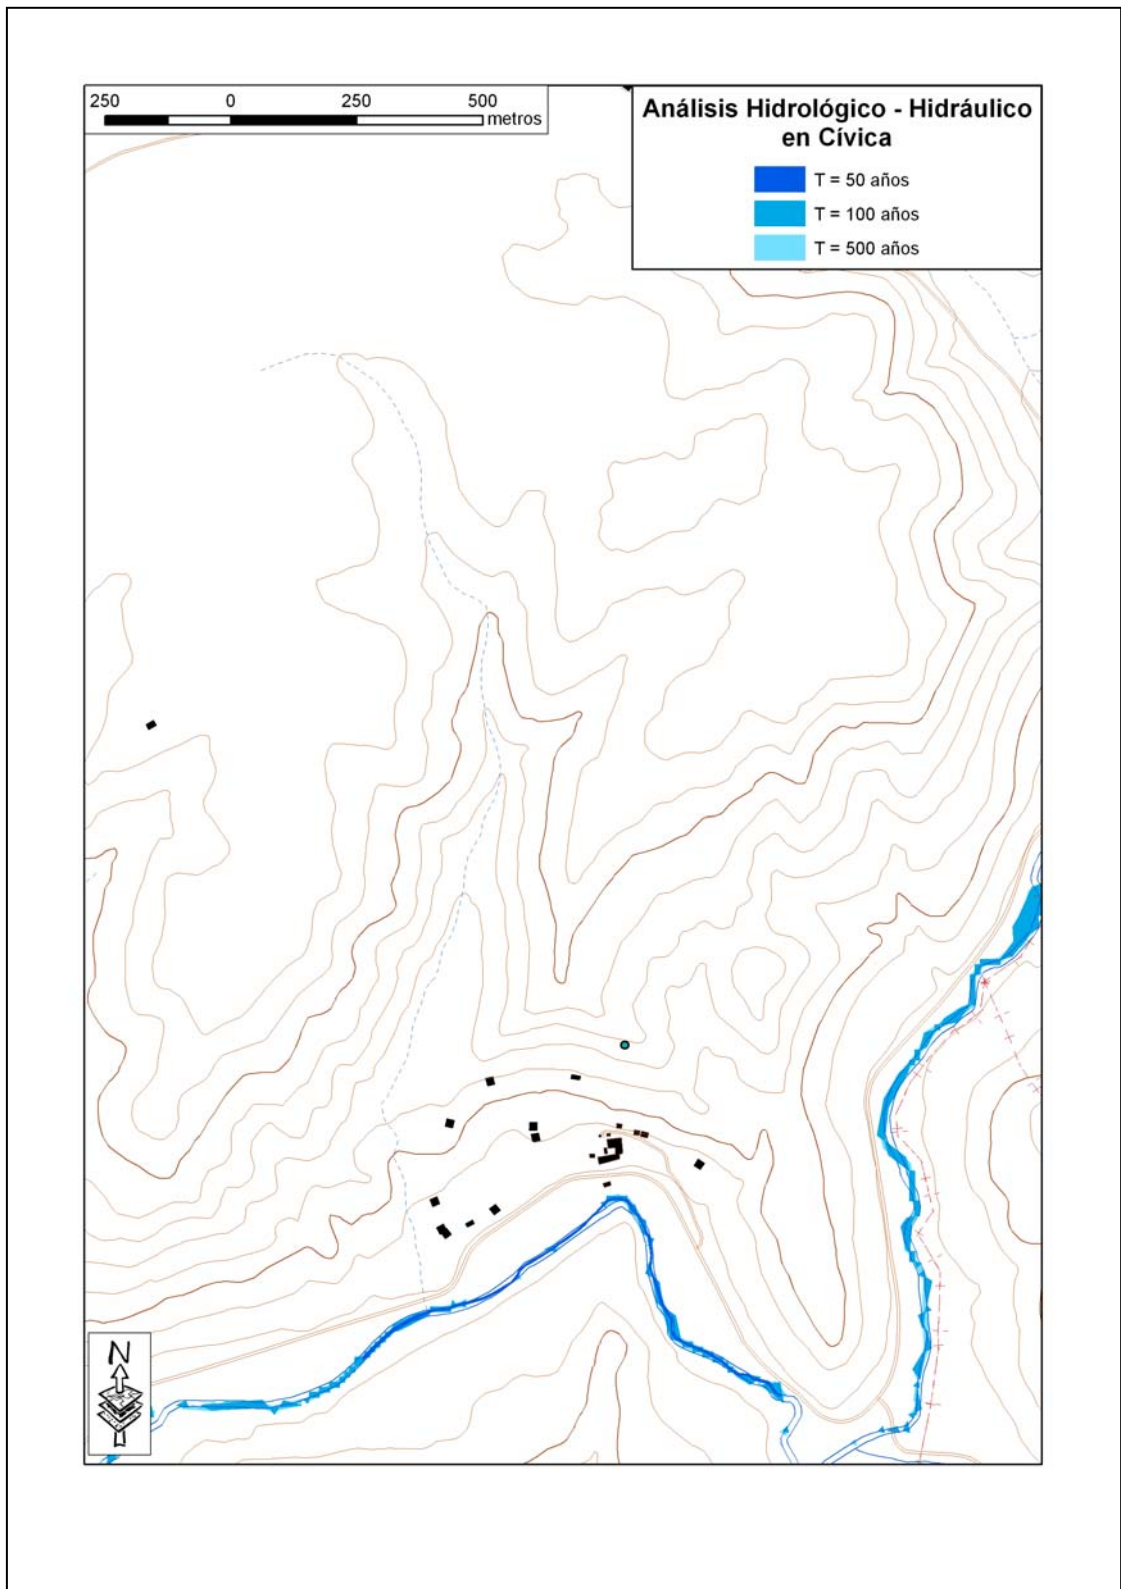 250 0 250 500
metros
Análisis Hidrológico - Hidráulico
en Cívica
T = 50 años
T = 100 años
T = 500 años
N